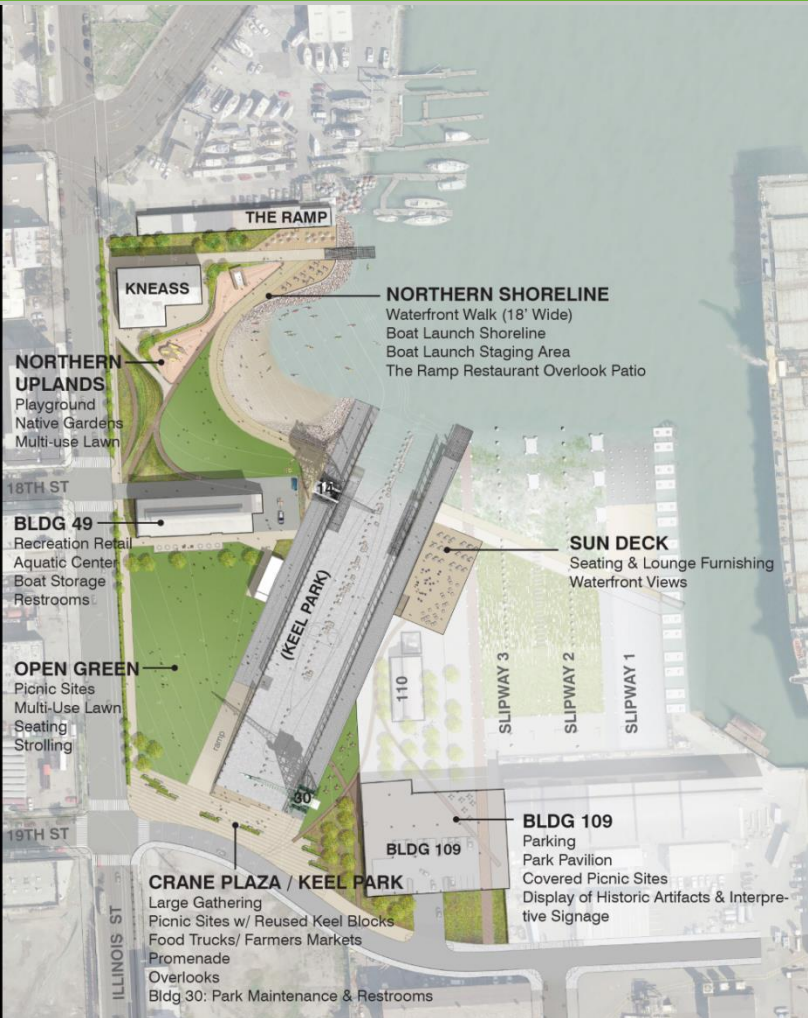 THE RAMP
KNEASS
NORTHERN SHORELINE
Waterfront Walk (18' Wide)
Boat Launch Shoreline
Boat Launch Staging Area
The Ramp Restaurant Overlook Patio
NORTHERN
UPLANDS
Playground
Native Gardens
Multi-use Lawn
18TH ST
14
BLDG 49
Recreation Retail
Aquatic Center
Boat Storage
Restrooms
SUN DECK
Seating & Lounge Furnishing
Waterfront Views
(KEEL PARK)
OPEN GREEN
Picnic Sites
Multi-Use Lawn
Seating
Strolling
110
SLIPWAY 3
SLIPWAY 2
SLIPWAY 1
ramp
30
19TH ST
BLDG 109
BLDG 109
Parking
Park Pavilion
Covered Picnic Sites
Display of Historic Artifacts & Interpre-
tive Signage
CRANE PLAZA / KEEL PARK
Large Gathering
Picnic Sites w/ Reused Keel Blocks
Food Trucks/ Farmers Markets
Promenade
Overlooks
Bldg 30: Park Maintenance & Restrooms
ILLINOIS ST